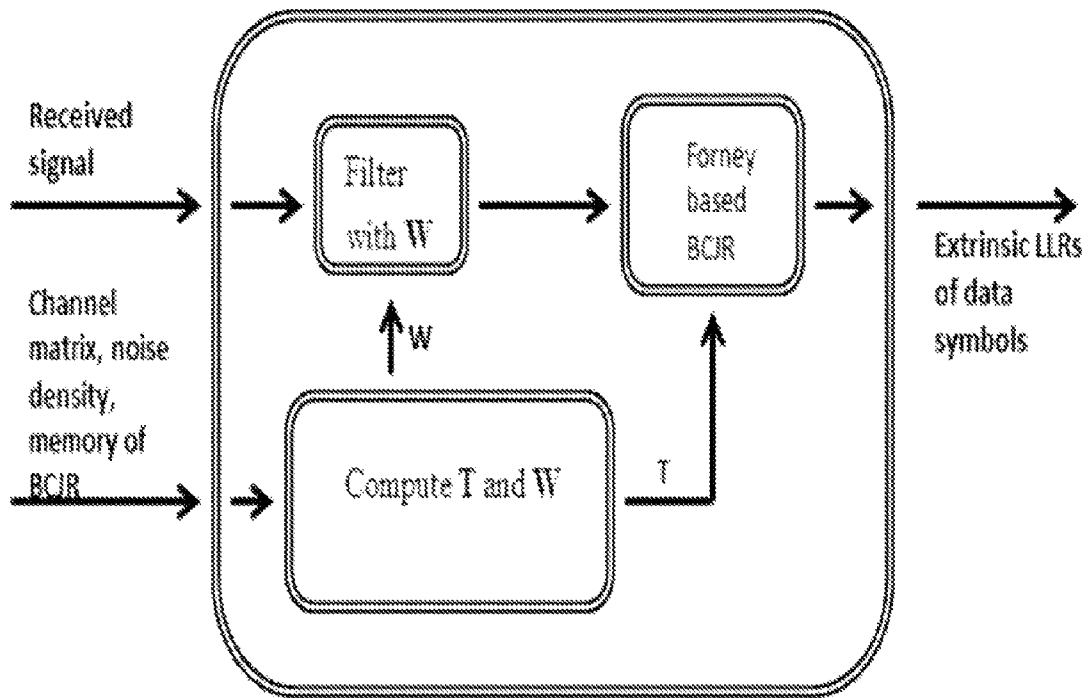 Received
signal
Filter
with W
Forney
based
BCJR
Extrinsic LLRs
of data
symbols
Channel
matrix, noise
density,
memory of
BCJR
W
Compute T and W
T